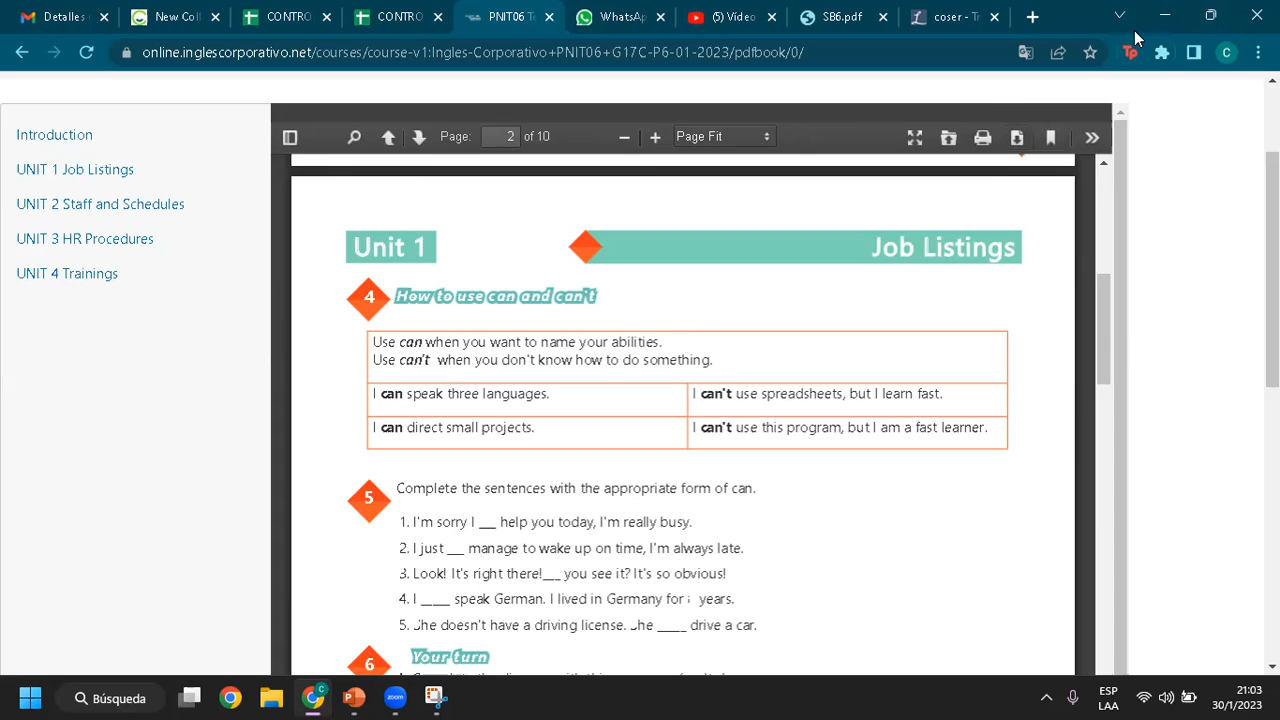 Detalles
New Coll
CONTRO
CONTRO
PNIT06 Te
WhatsAp
(5) Video
SB6.pdf
coser - Tr
online.inglescorporativo.net/courses/course-v1:Ingles-Corporativo+PNIT06+G17C-P6-01-2023/pdfbook/0/
C
Introduction
UNIT 1 Job Listings
UNIT 2 Staff and Schedules
UNIT 3 HR Procedures
UNIT 4 Trainings
Page: 2 of 10
Page Fit
Unit 1
Job Listings
4 How to use can and can't
Use can when you want to name your abilities.
Use can't when you don't know how to do something.
I can speak three languages.
I can't use spreadsheets, but I learn fast.
I can direct small projects.
I can't use this program, but I am a fast learner.
5 Complete the sentences with the appropriate form of can.
1. I'm sorry I __ help you today, I'm really busy.
2. I just __ manage to wake up on time, I'm always late.
3. Look! It's right there!__ you see it? It's so obvious!
4. I ____ speak German. I lived in Germany for years.
5. She doesn't have a driving license. She ____ drive a car.
6 Your turn
Búsqueda
ESP
LAA
21:03
30/1/2023